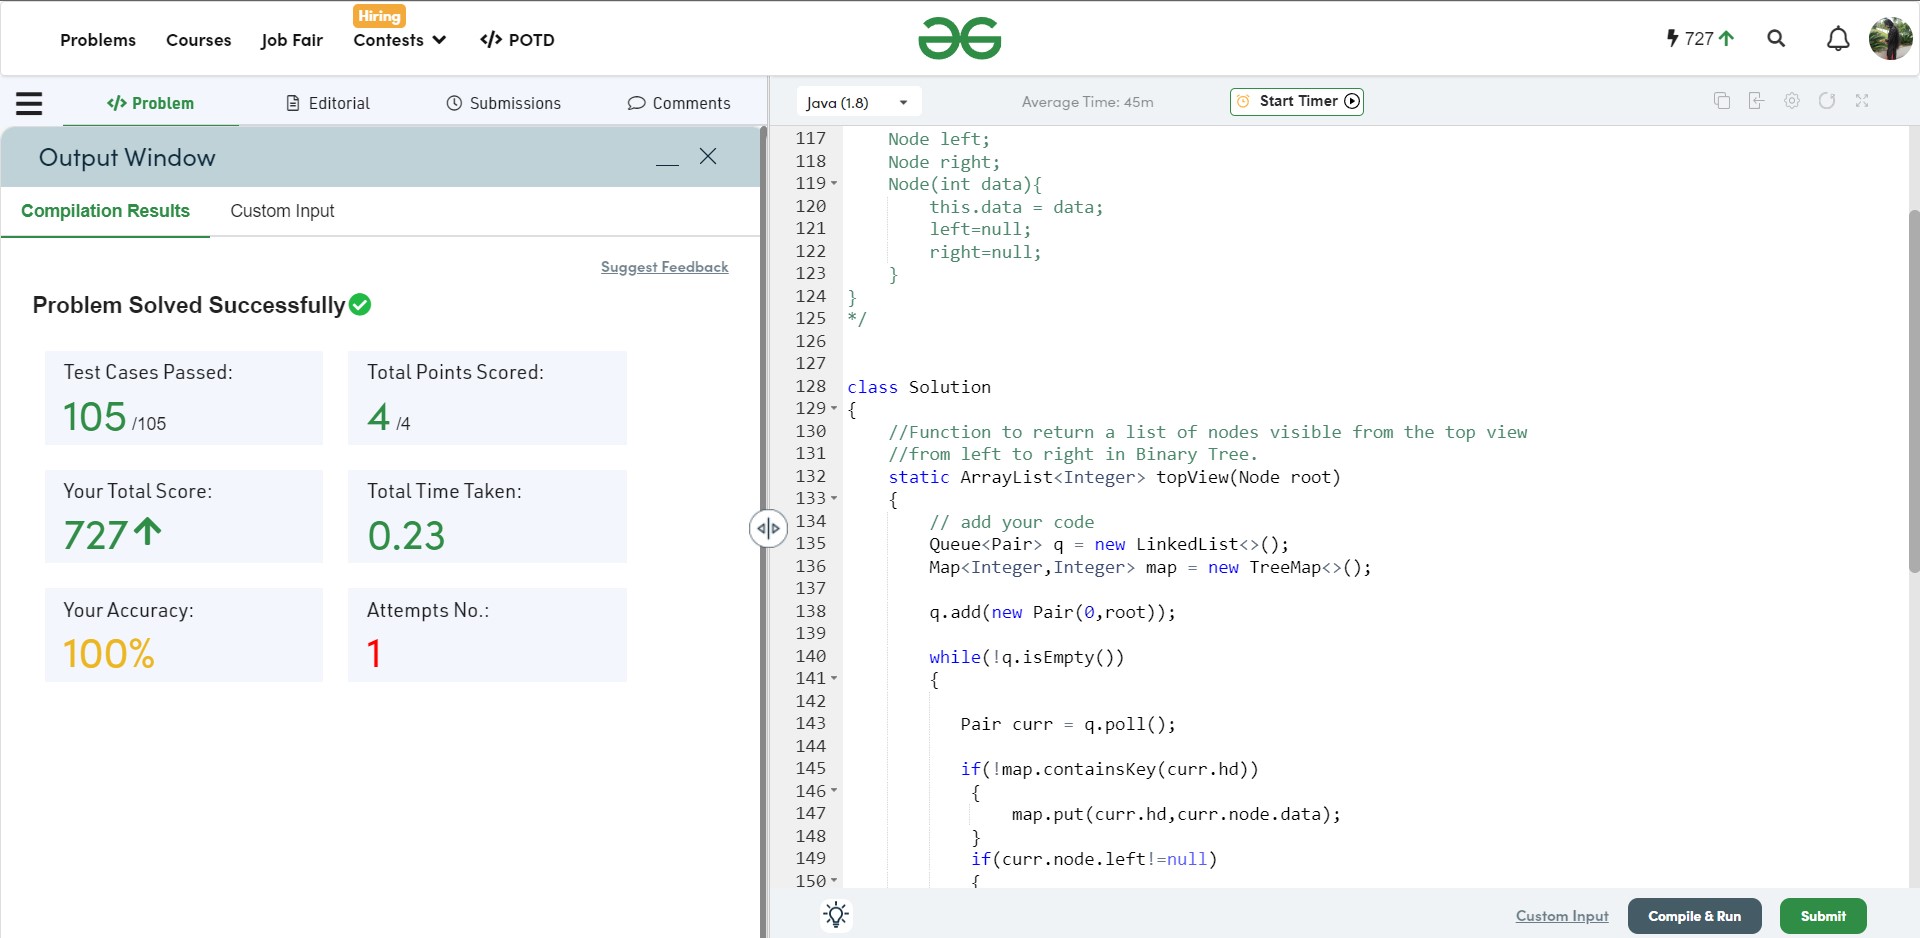 Problems
Courses
Job Fair
Hiring
Contests
</> POTD
727
</> Problem
Editorial
Submissions
Comments
Output Window
Compilation Results
Custom Input
Suggest Feedback
Problem Solved Successfully
Test Cases Passed:
105 /105
Total Points Scored:
4 /4
Your Total Score:
727
Total Time Taken:
0.23
Your Accuracy:
100%
Attempts No.:
1
Java (1.8)
Average Time: 45m
Start Timer
117 Node left;
118 Node right;
119 Node(int data){
120 this.data = data;
121 left=null;
122 right=null;
123 }
124 }
125 */
126
127
128 class Solution
129 {
130 //Function to return a list of nodes visible from the top view
131 //from left to right in Binary Tree.
132 static ArrayList<Integer> topView(Node root)
133 {
134 // add your code
135 Queue<Pair> q = new LinkedList<>();
136 Map<Integer,Integer> map = new TreeMap<>();
137
138 q.add(new Pair(0,root));
139
140 while(!q.isEmpty())
141 {
142
143 Pair curr = q.poll();
144
145 if(!map.containsKey(curr.hd))
146 {
147 map.put(curr.hd,curr.node.data);
148 }
149 if(curr.node.left!=null)
150 {
Custom Input
Compile & Run
Submit